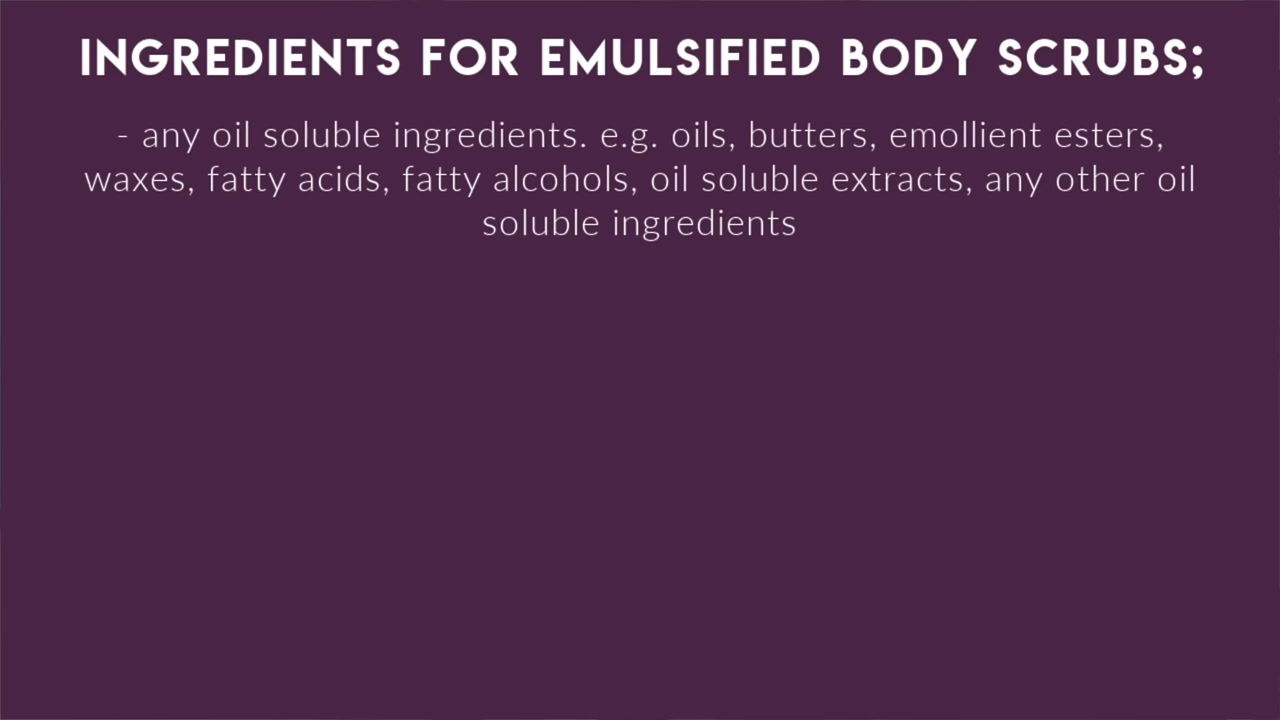 INGREDIENTS FOR EMULSIFIED BODY SCRUBS;
- any oil soluble ingredients. e.g. oils, butters, emollient esters,
waxes, fatty acids, fatty alcohols, oil soluble extracts, any other oil
soluble ingredients